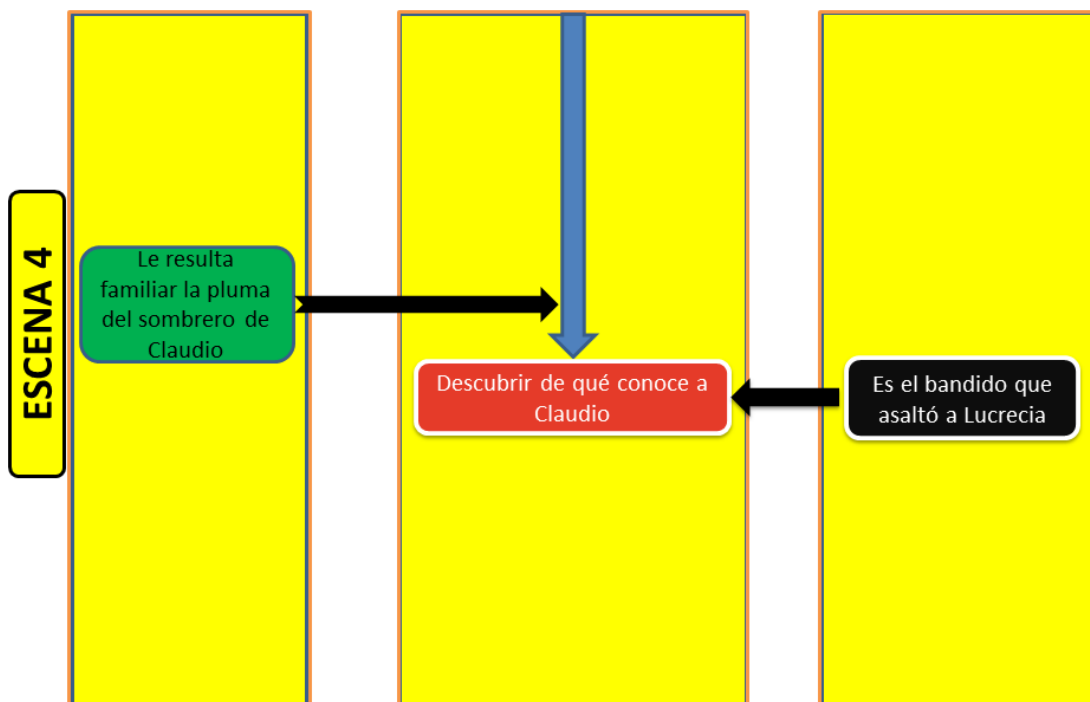 ESCENA 4
Le resulta
familiar la pluma
del sombrero de
Claudio
Descubrir de qué conoce a
Claudio
Es el bandido que
asaltó a Lucrecia